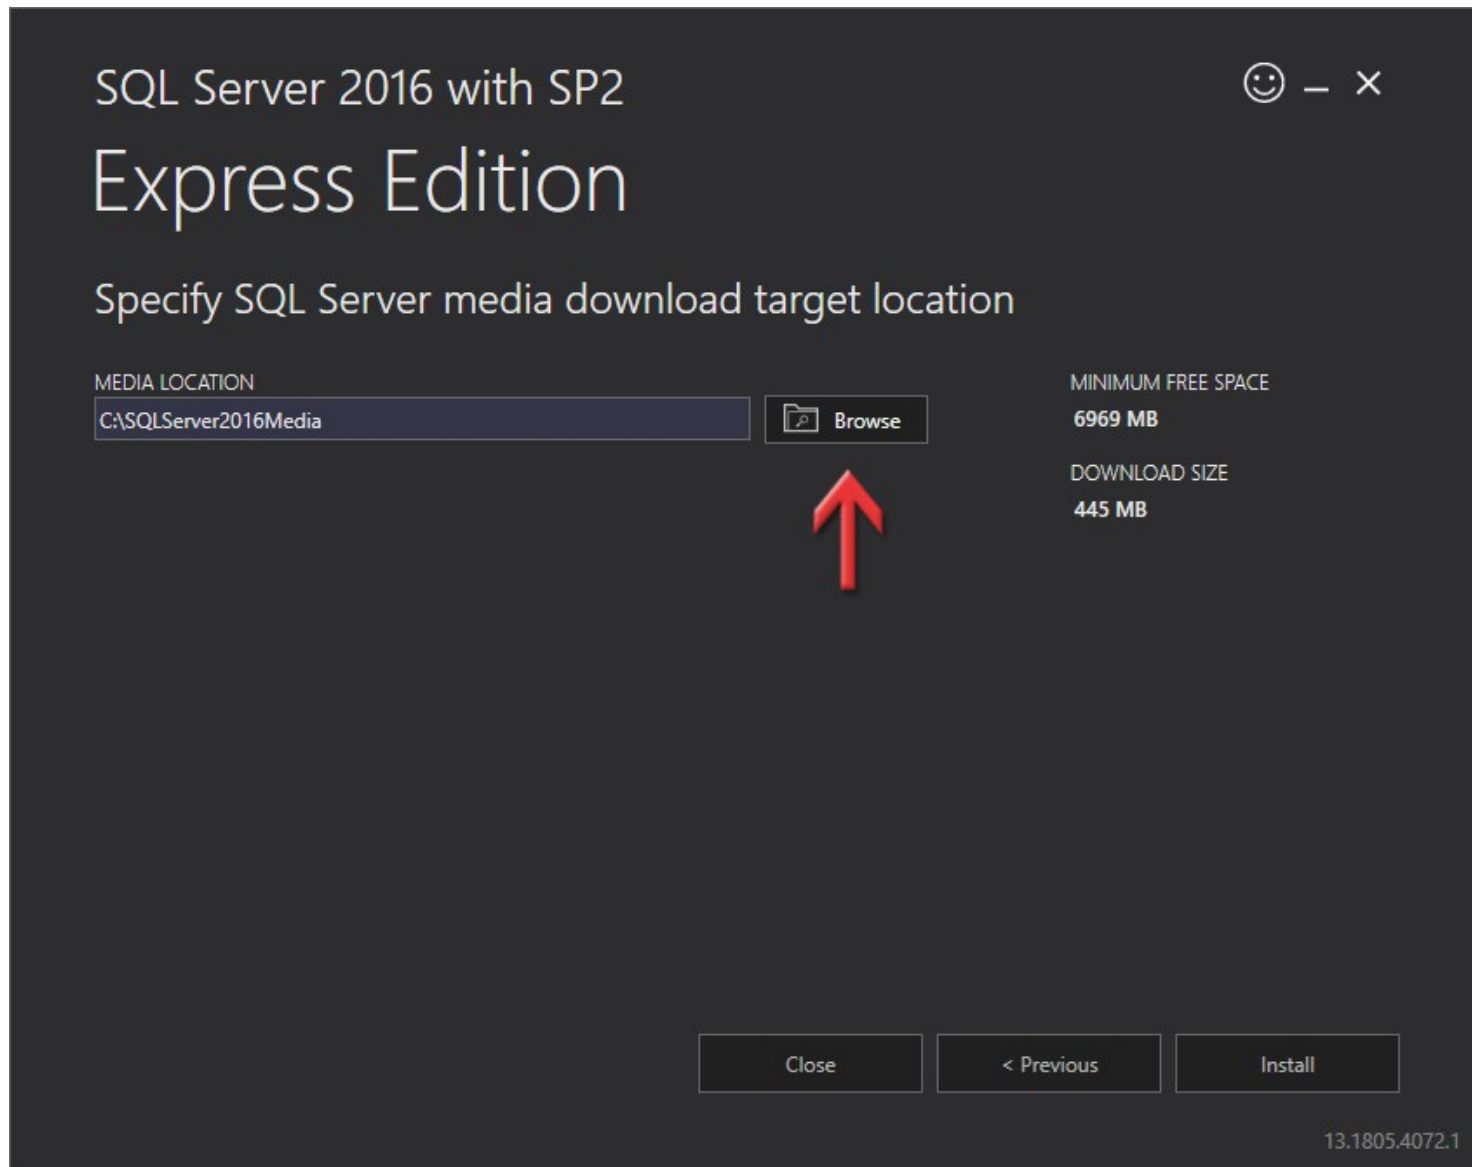 SQL Server 2016 with SP2
Express Edition
Specify SQL Server media download target location
MEDIA LOCATION
C:\SQLServer2016Media
Browse
MINIMUM FREE SPACE
6969 MB
DOWNLOAD SIZE
445 MB
Close
< Previous
Install
13.1805.4072.1